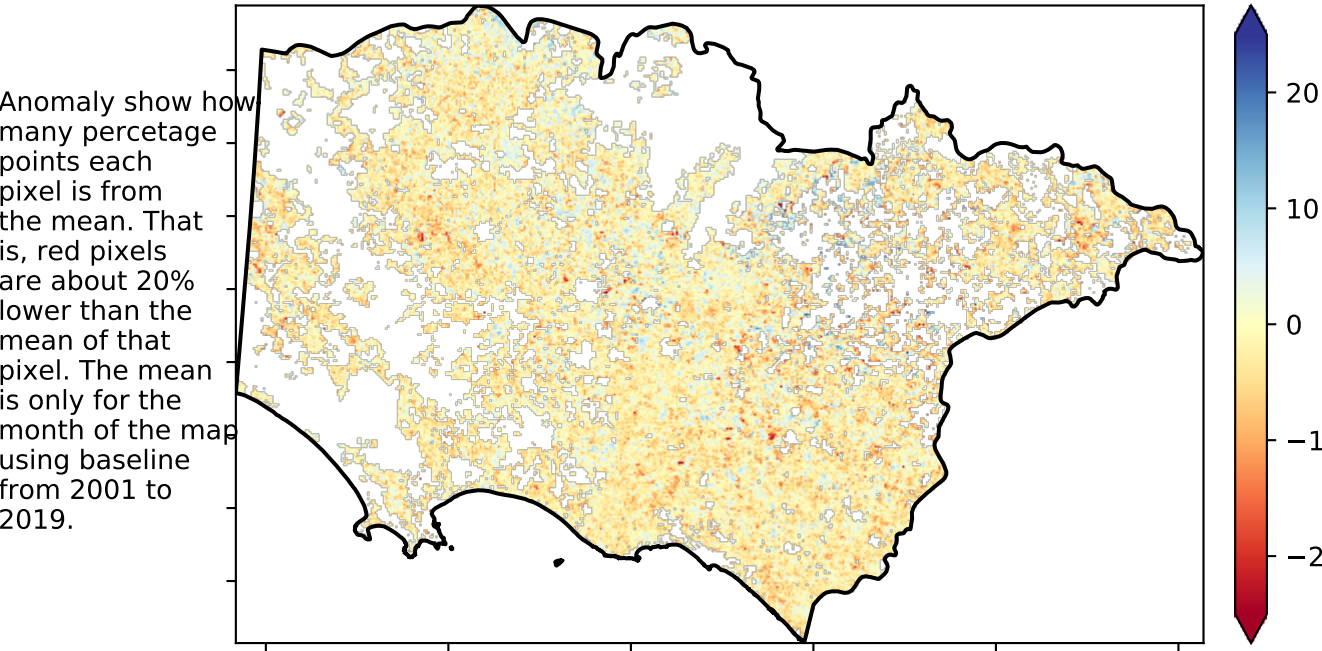 Anomaly show how
many percetage
points each
pixel is from
the mean. That
is, red pixels
are about 20%
lower than the
mean of that
pixel. The mean
is only for the
month of the map
using baseline
from 2001 to
2019.
20
10
0
−1
−2